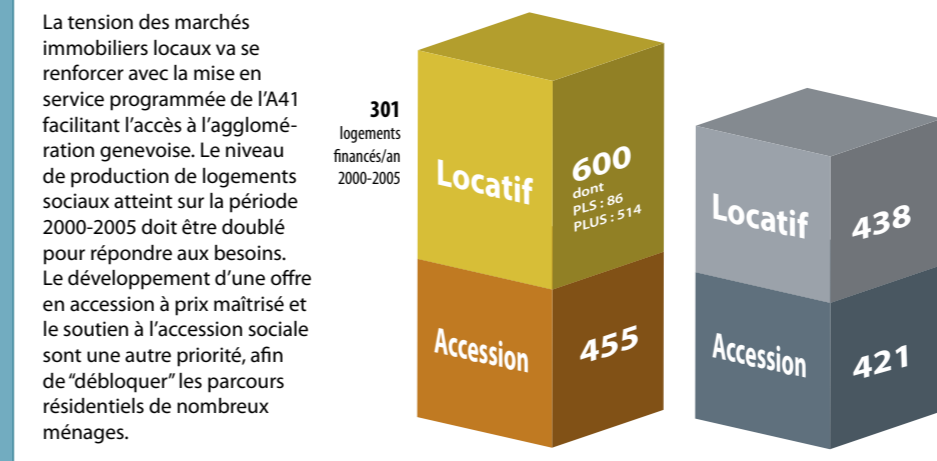 La tension des marchés
immobiliers locaux va se
renforcer avec la mise en
service programmée de l’A41
facilitant l’accès à l’agglomé-
ration genevoise. Le niveau
de production de logements
sociaux atteint sur la période
2000-2005 doit être doublé
pour répondre aux besoins.
Le développement d’une offre
en accession à prix maîtrisé et
le soutien à l’accession sociale
sont une autre priorité, afin
de “débloquer” les parcours
résidentiels de nombreux
ménages.
301
logements
financés/an
2000-2005
Locatif
600
dont
PLS : 86
PLUS : 514
Accession
455
Locatif
438
Accession
421